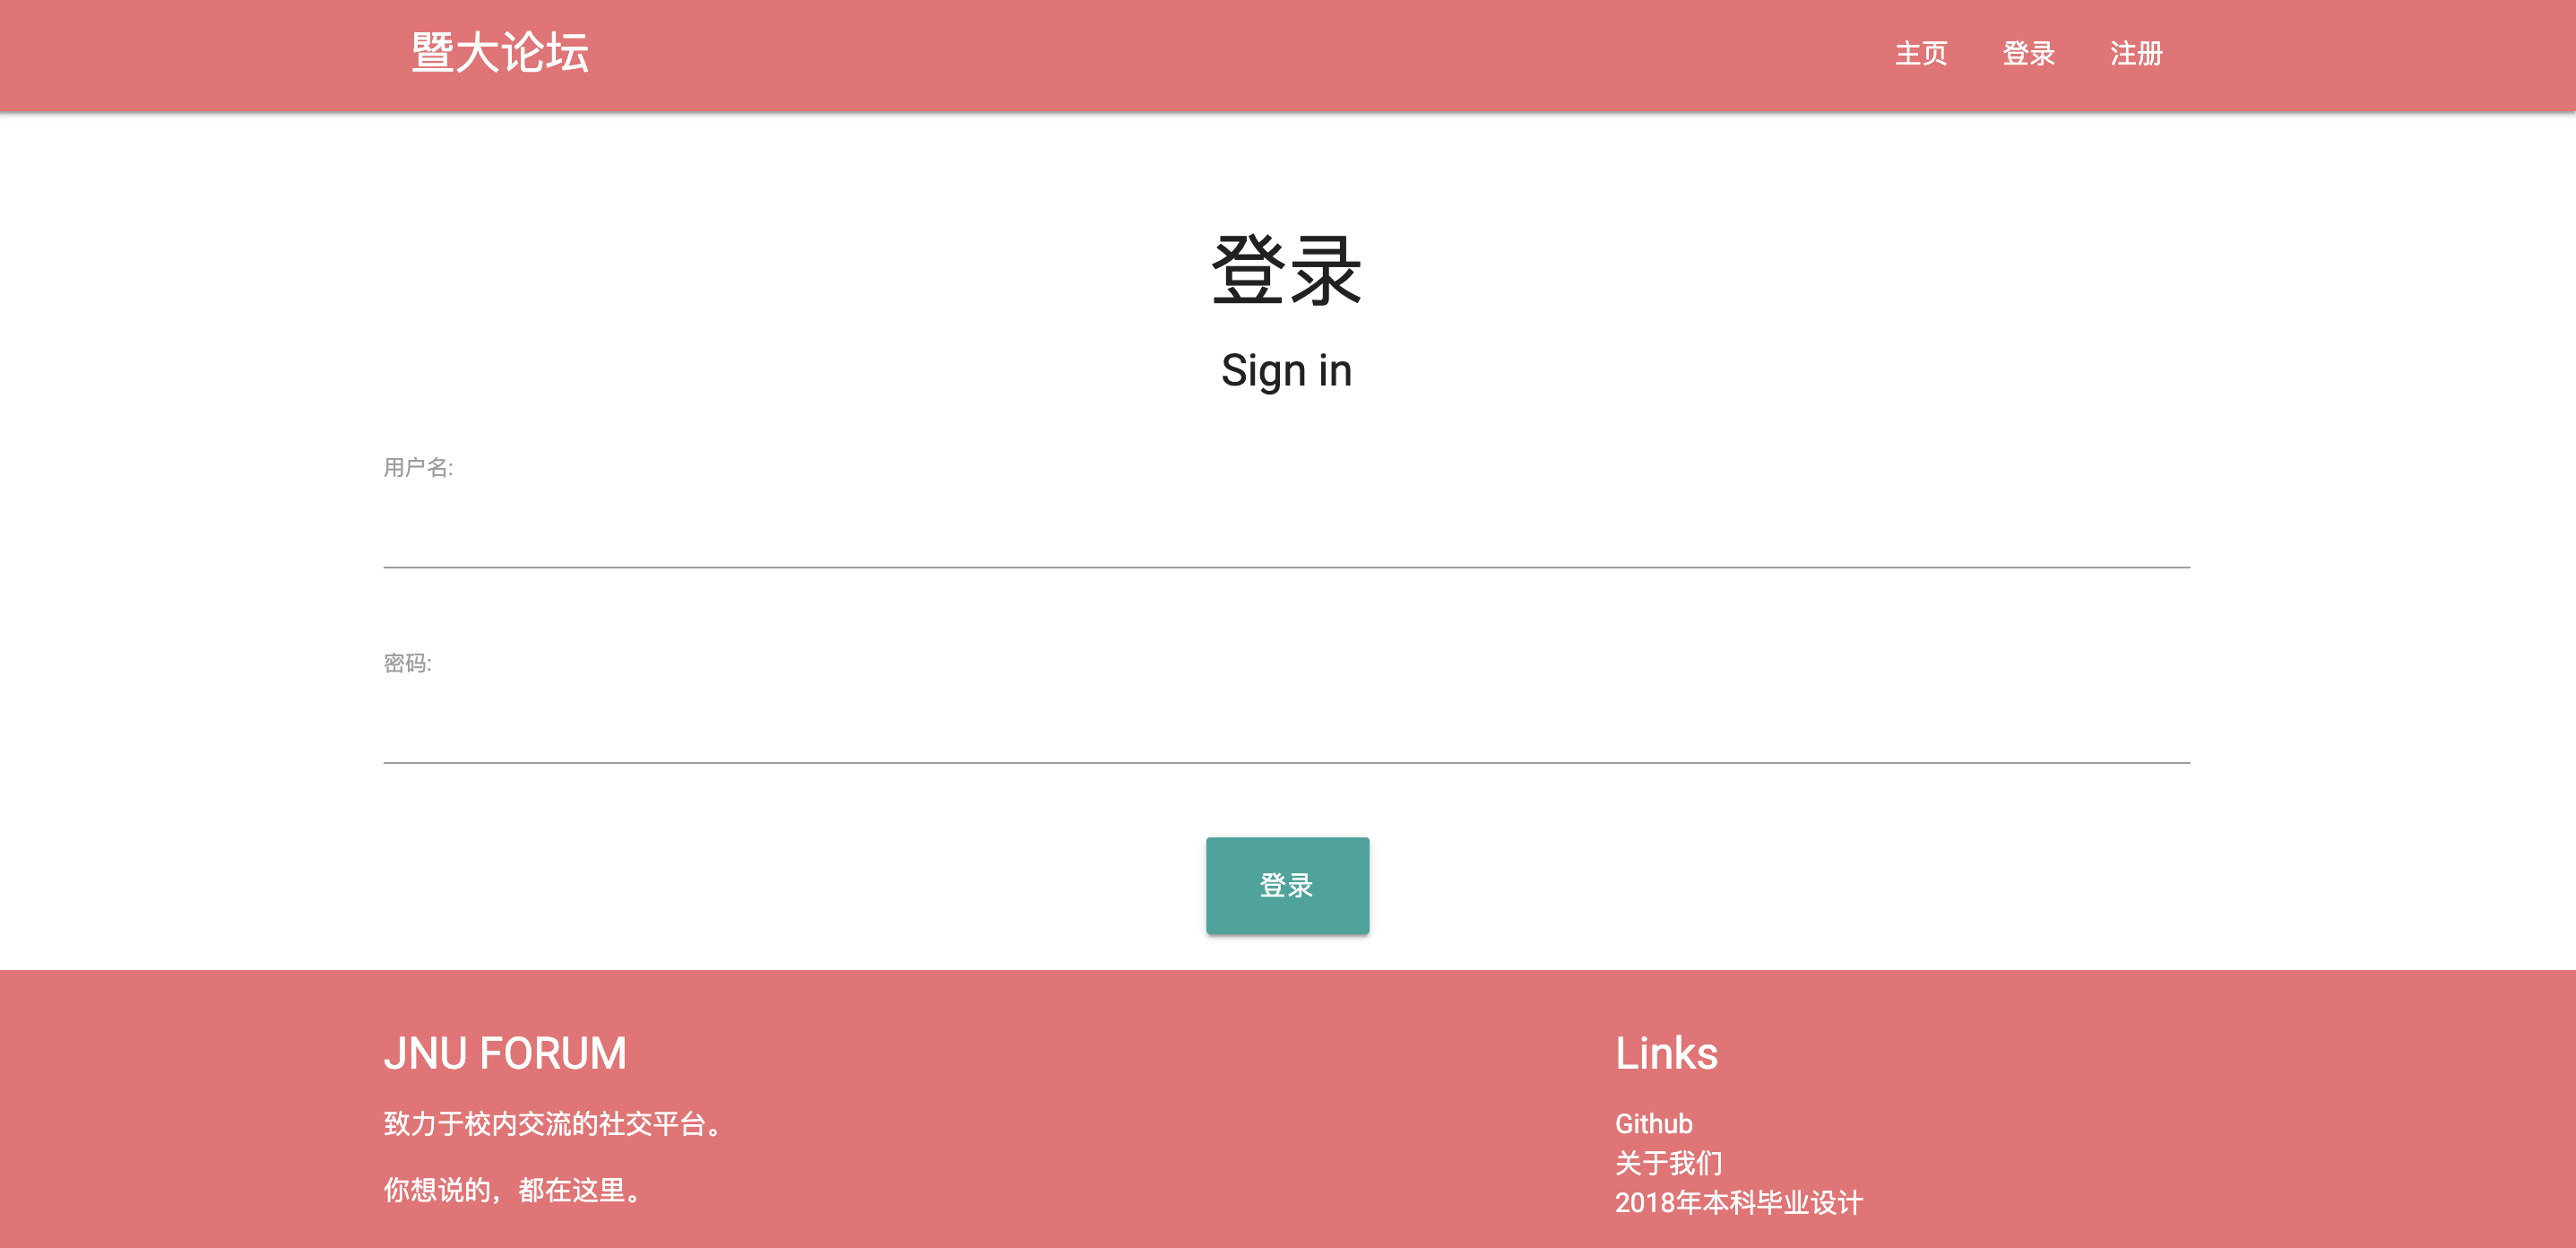 暨大论坛
主页 登录 注册
登录
Sign in
用户名:
密码:
登录
JNU FORUM
致力于校内交流的社交平台。
你想说的，都在这里。
Links
Github
关于我们
2018年本科毕业设计